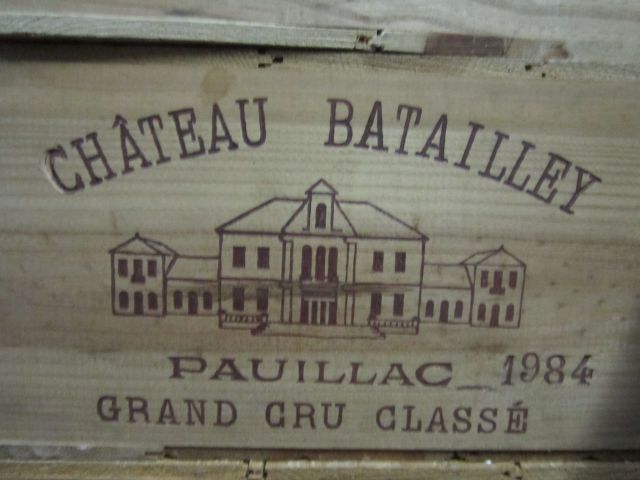 CHÂTEAU BATAILLEY
PAUILLAC_1984
GRAND CRU CLASSÉ